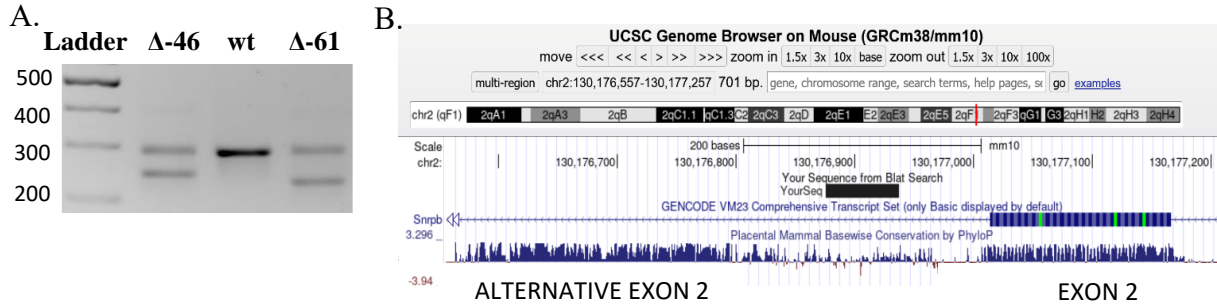 A.
Ladder Δ-46 wt Δ-61
500
400
300
200
B.
UCSC Genome Browser on Mouse (GRCm38/mm10)
move <<< << < > >> >>> zoom in 1.5x 3x 10x base zoom out 1.5x 3x 10x 100x
multi-region chr2:130,176,557-130,177,257 701 bp. gene, chromosome range, search terms, help pages, se go examples
chr2 (qF1) 2qA1 2qA3 2qB 2qC1.1 qC1.3 C2 2qC3 2qD 2qE1 E2 2qE3 2qE5 2qF1 2qF3 qG1 G3 2qH1 H2 2qH3 2qH4
Scale 200 bases mm10
chr2: 130,176,700 130,176,800 130,176,900 130,177,000 130,177,100 130,177,200
Your Sequence from Blat Search
YourSeq
GENCODE VM23 Comprehensive Transcript Set (only Basic displayed by default)
Snrpb
Placental Mammal Basewise Conservation by PhyloP
3.296
-3.94
ALTERNATIVE EXON 2 EXON 2